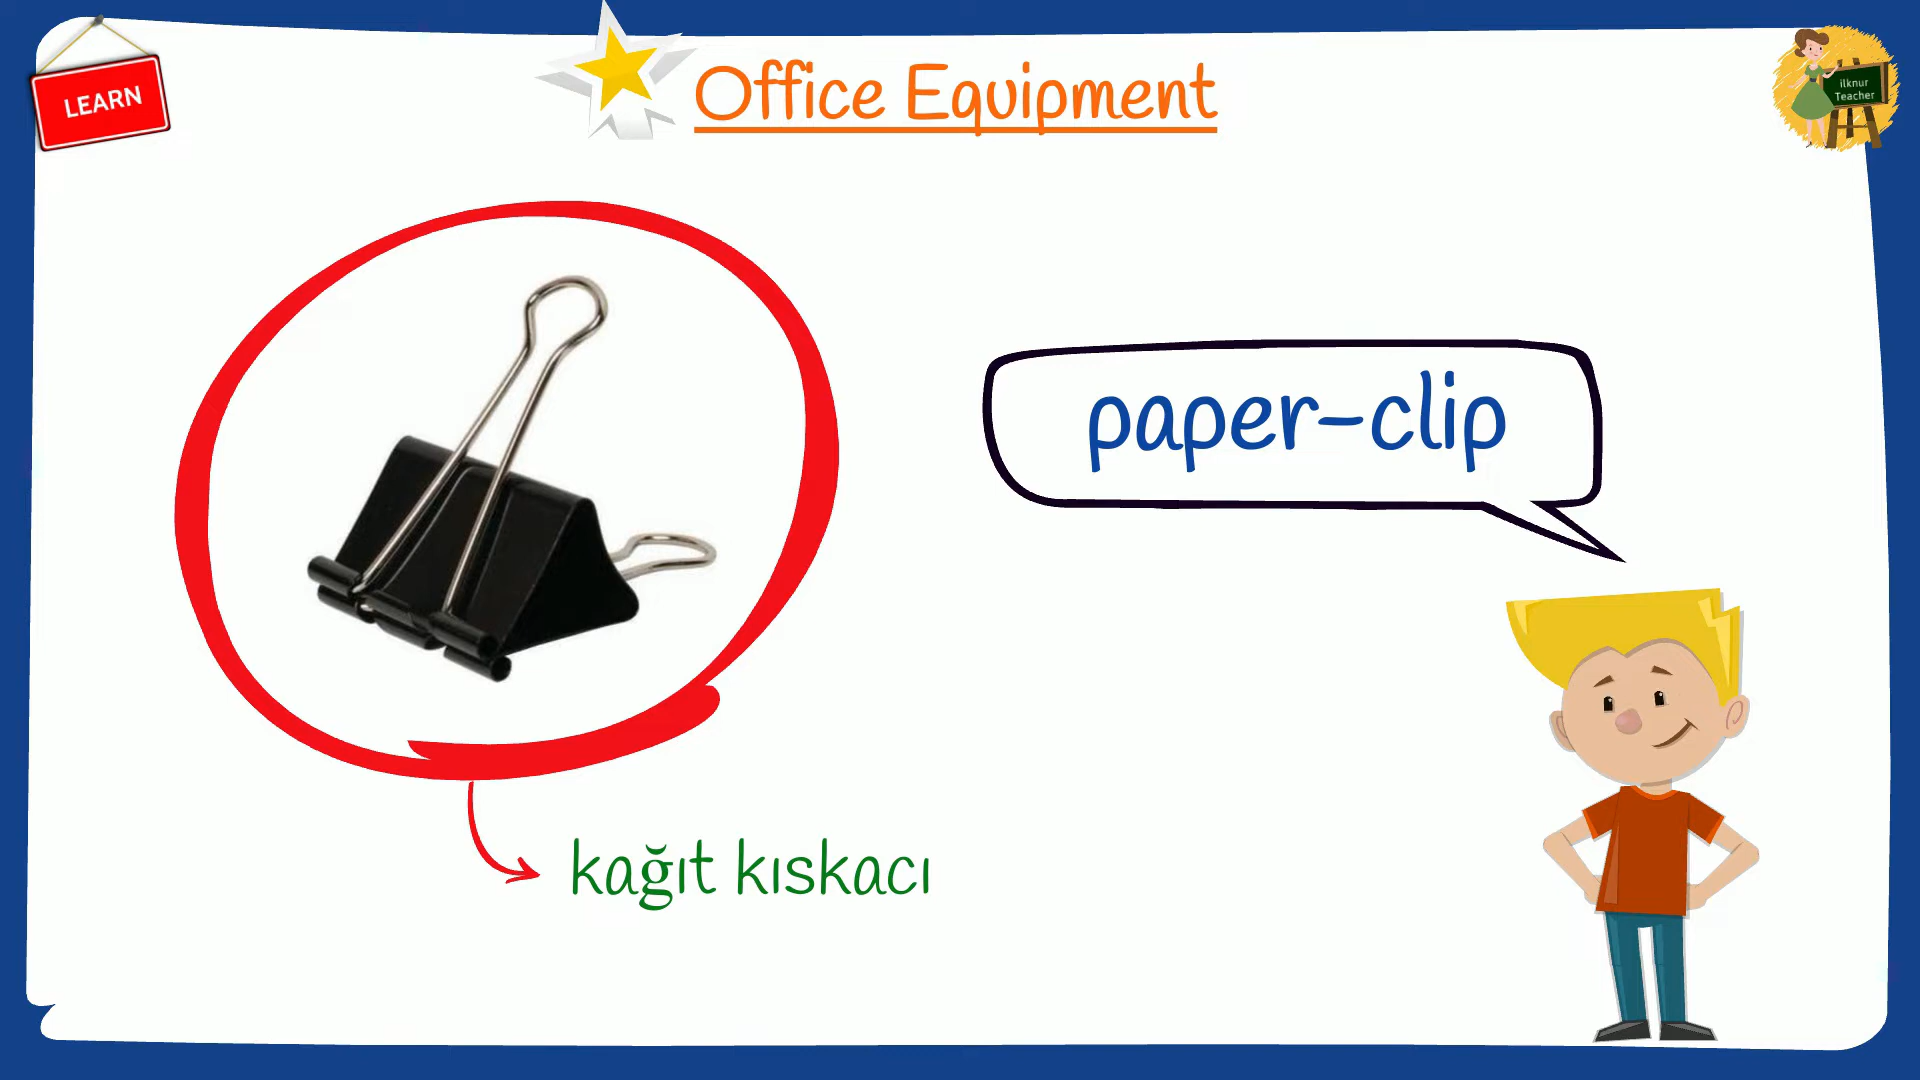 LEARN
Office Equipment
ilknur
Teacher
paper-clip
kağıt kıskacı